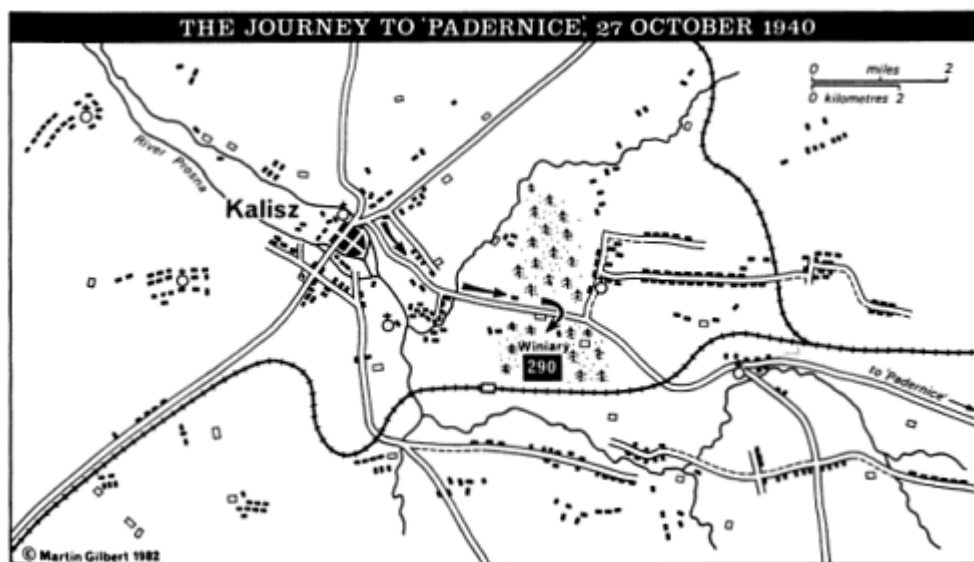 THE JOURNEY TO 'PADERNICE', 27 OCTOBER 1940
0 miles 2
0 kilometres 2
River Prosna
Kalisz
Winiary
290
to 'Padernice'
© Martin Gilbert 1982